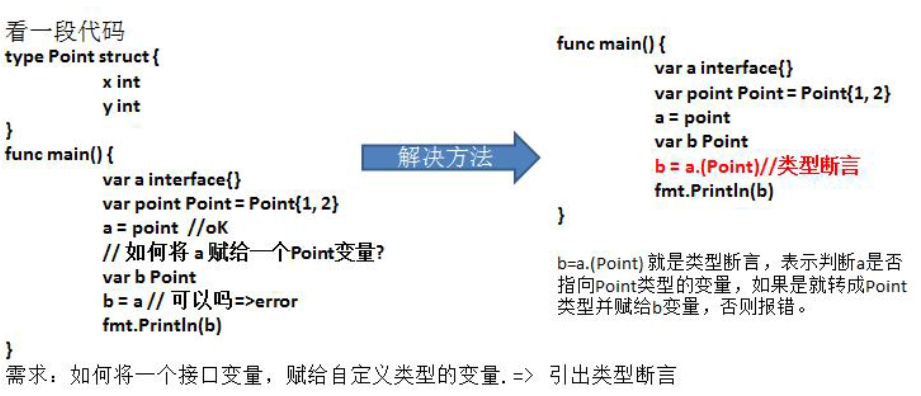 看一段代码
type Point struct {
x int
y int
}
func main() {
var a interface{}
var point Point = Point{1, 2}
a = point  //oK
// 如何将 a 赋给一个Point变量?
var b Point
b = a // 可以吗=>error
fmt.Println(b)
}
需求：如何将一个接口变量，赋给自定义类型的变量. => 引出类型断言
解决方法
func main() {
var a interface{}
var point Point = Point{1, 2}
a = point
var b Point
b = a.(Point)//类型断言
fmt.Println(b)
}
b=a.(Point) 就是类型断言，表示判断a是否
指向Point类型的变量，如果是就转成Point
类型并赋给b变量，否则报错。